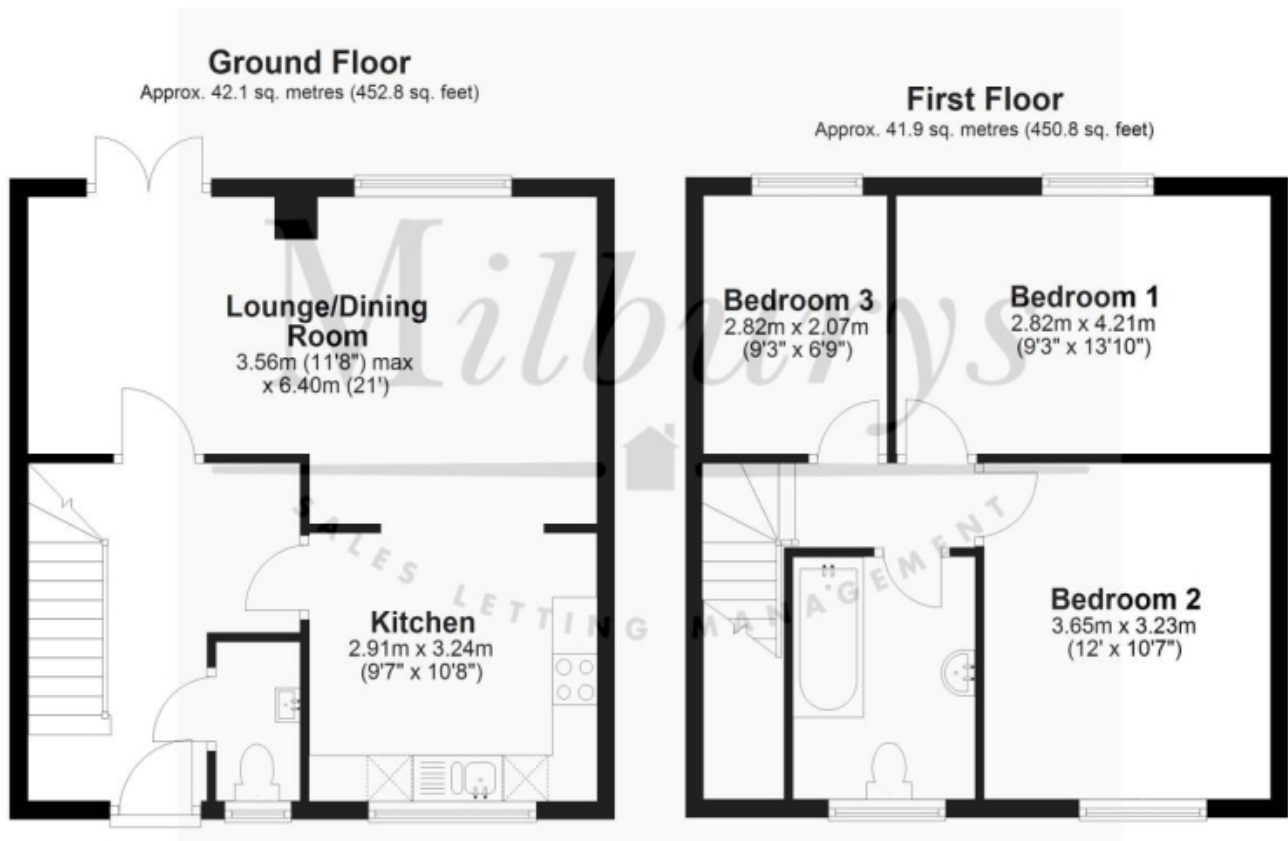 Ground Floor
Approx. 42.1 sq. metres (452.8 sq. feet)
Lounge/Dining
Room
3.56m (11'8") max
x 6.40m (21')
Kitchen
2.91m x 3.24m
(9'7" x 10'8")
First Floor
Approx. 41.9 sq. metres (450.8 sq. feet)
Bedroom 3
2.82m x 2.07m
(9'3" x 6'9")
Bedroom 1
2.82m x 4.21m
(9'3" x 13'10")
Bedroom 2
3.65m x 3.23m
(12' x 10'7")
Milburys
SALES LETTING MANAGEMENT